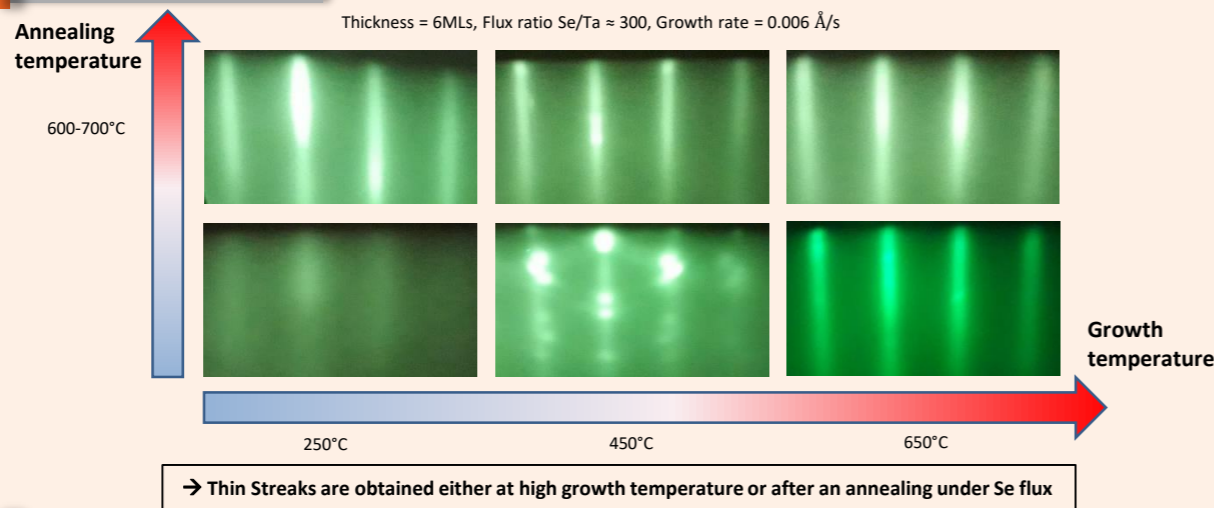 Thickness = 6MLs, Flux ratio Se/Ta ≈ 300, Growth rate = 0.006 Å/s
Annealing
temperature
600-700°C
Growth
temperature
250°C
450°C
650°C
→ Thin Streaks are obtained either at high growth temperature or after an annealing under Se flux